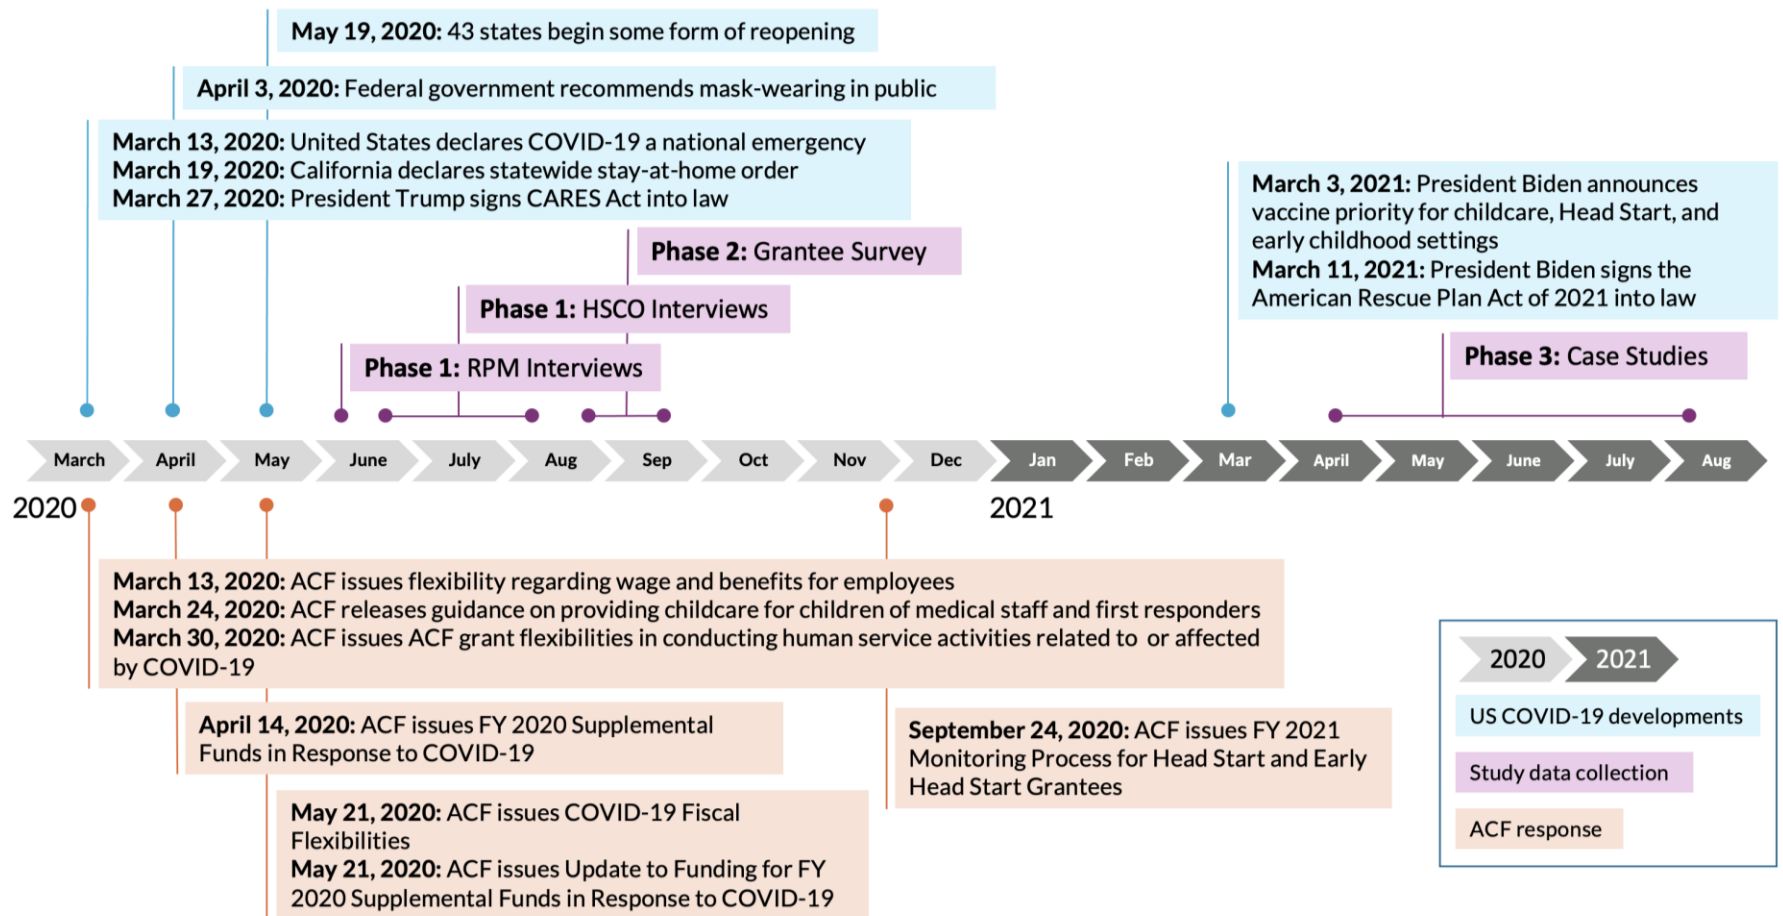 May 19, 2020: 43 states begin some form of reopening
April 3, 2020: Federal government recommends mask-wearing in public
March 13, 2020: United States declares COVID-19 a national emergency
March 19, 2020: California declares statewide stay-at-home order
March 27, 2020: President Trump signs CARES Act into law
March 3, 2021: President Biden announces
vaccine priority for childcare, Head Start, and
early childhood settings
March 11, 2021: President Biden signs the
American Rescue Plan Act of 2021 into law
Phase 2: Grantee Survey
Phase 1: HSCO Interviews
Phase 1: RPM Interviews
Phase 3: Case Studies
March April May June July Aug Sep Oct Nov Dec Jan Feb Mar April May June July Aug
2020 2021
March 13, 2020: ACF issues flexibility regarding wage and benefits for employees
March 24, 2020: ACF releases guidance on providing childcare for children of medical staff and first responders
March 30, 2020: ACF issues ACF grant flexibilities in conducting human service activities related to or affected
by COVID-19
April 14, 2020: ACF issues FY 2020 Supplemental
Funds in Response to COVID-19
September 24, 2020: ACF issues FY 2021
Monitoring Process for Head Start and Early
Head Start Grantees
May 21, 2020: ACF issues COVID-19 Fiscal
Flexibilities
May 21, 2020: ACF issues Update to Funding for FY
2020 Supplemental Funds in Response to COVID-19
2020 2021
US COVID-19 developments
Study data collection
ACF response